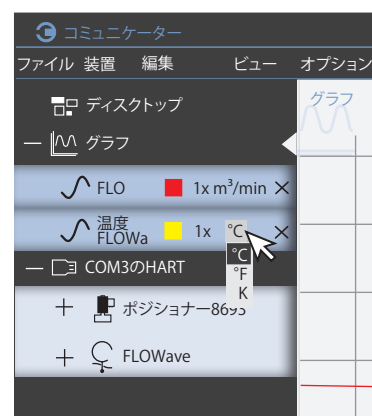 コミュニケーター
ファイル 装置 編集 ビュー オプション
ディスクトップ
グラフ
グラフ
FLO 1x m³/min ×
温度
FLOWa 1x °C ×
°C
°F
K
COM3のHART
ポジショナー8693
FLOWave